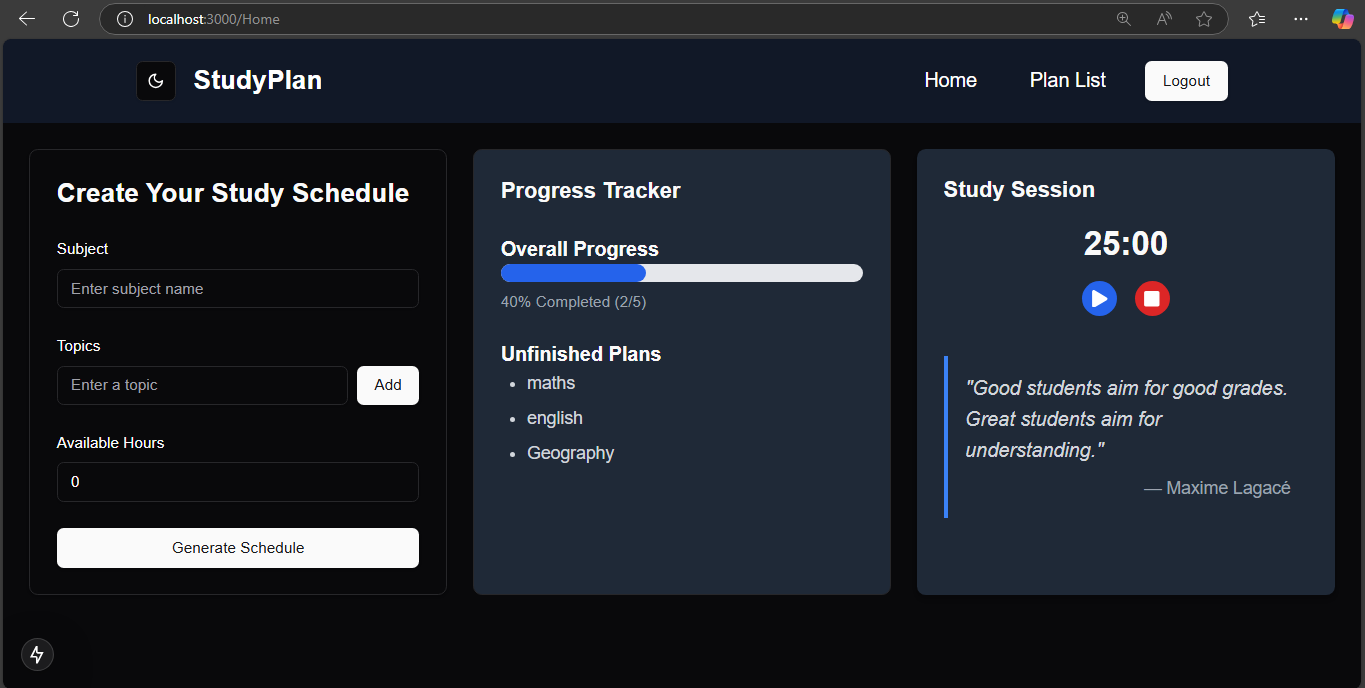 localhost:3000/Home
StudyPlan
Home
Plan List
Logout
Create Your Study Schedule
Subject
Enter subject name
Topics
Enter a topic
Add
Available Hours
0
Generate Schedule
Progress Tracker
Overall Progress
40% Completed (2/5)
Unfinished Plans
maths
english
Geography
Study Session
25:00
"Good students aim for good grades.
Great students aim for
understanding."
— Maxime Lagacé